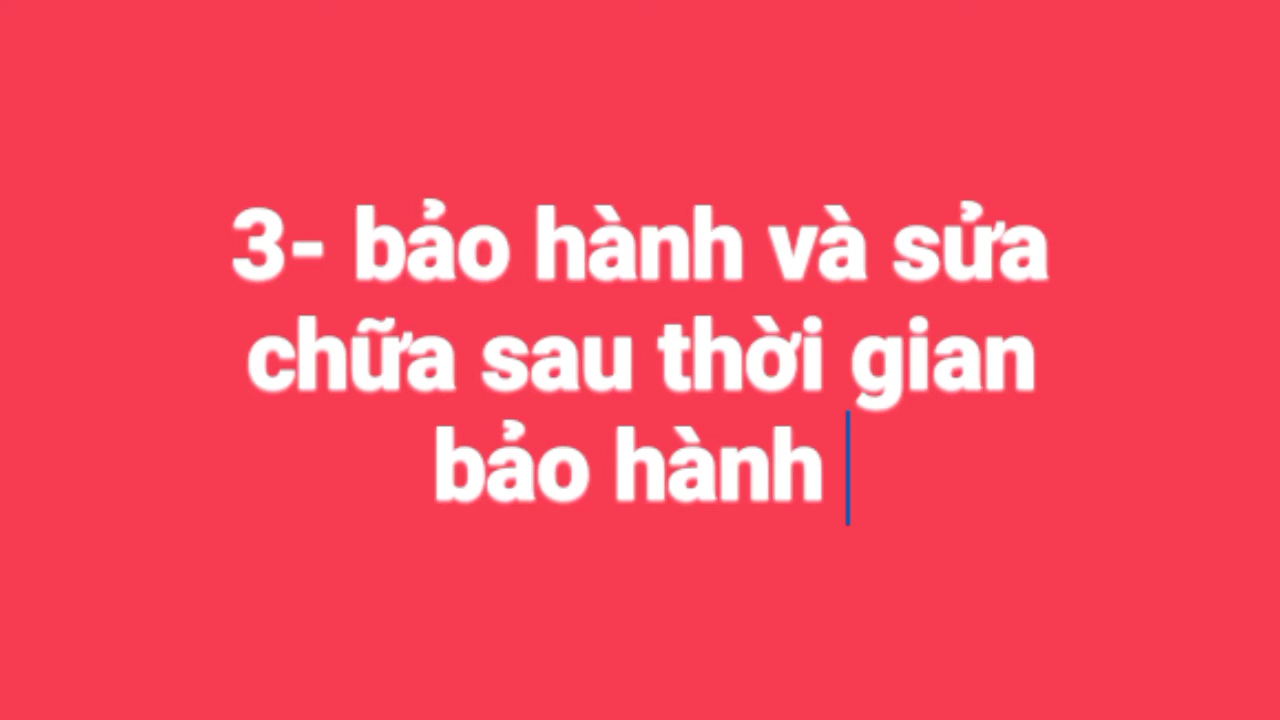 3- bảo hành và sửa
chữa sau thời gian
bảo hành